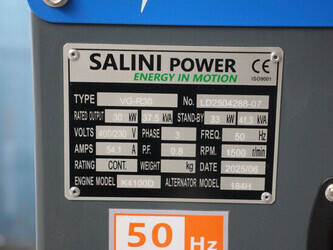 SALINI POWER
ENERGY IN MOTION
CE
ISO9001
TYPE VG-R30 No. LD2504288-07
RATED OUTPUT 30 kW 37.5 kVA STAND-BY 33 kW 41.3 kVA
VOLTS 400/230 V PHASE 3 FREQ. 50 Hz
AMPS 54.1 A P.F. 0.8 RPM. 1500 r/min
RATING CONT. WEIGHT kg DATE 2025/06
ENGINE MODEL K4100D ALTERNATOR MODEL 184H
50 Hz